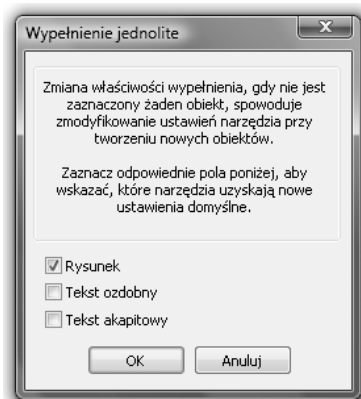 Wypełnienie jednolite
Zmiana właściwości wypełnienia, gdy nie jest
zaznaczony żaden obiekt, spowoduje
zmodyfikowanie ustawień narzędzia przy
tworzeniu nowych obiektów.
Zaznacz odpowiednie pola poniżej, aby
wskazać, które narzędzia uzyskają nowe
ustawienia domyślne.
Rysunek
Tekst ozdobny
Tekst akapitowy
OK Anuluj